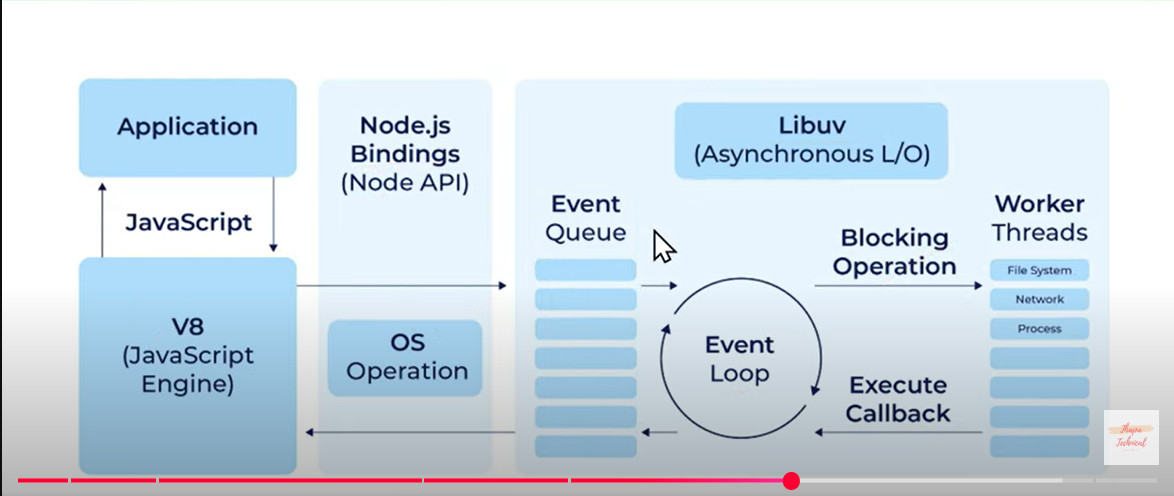 Application
JavaScript
V8
(JavaScript
Engine)
Node.js
Bindings
(Node API)
OS
Operation
Libuv
(Asynchronous L/O)
Event
Queue
Event
Loop
Blocking
Operation
Execute
Callback
Worker
Threads
File System
Network
Process
Technical